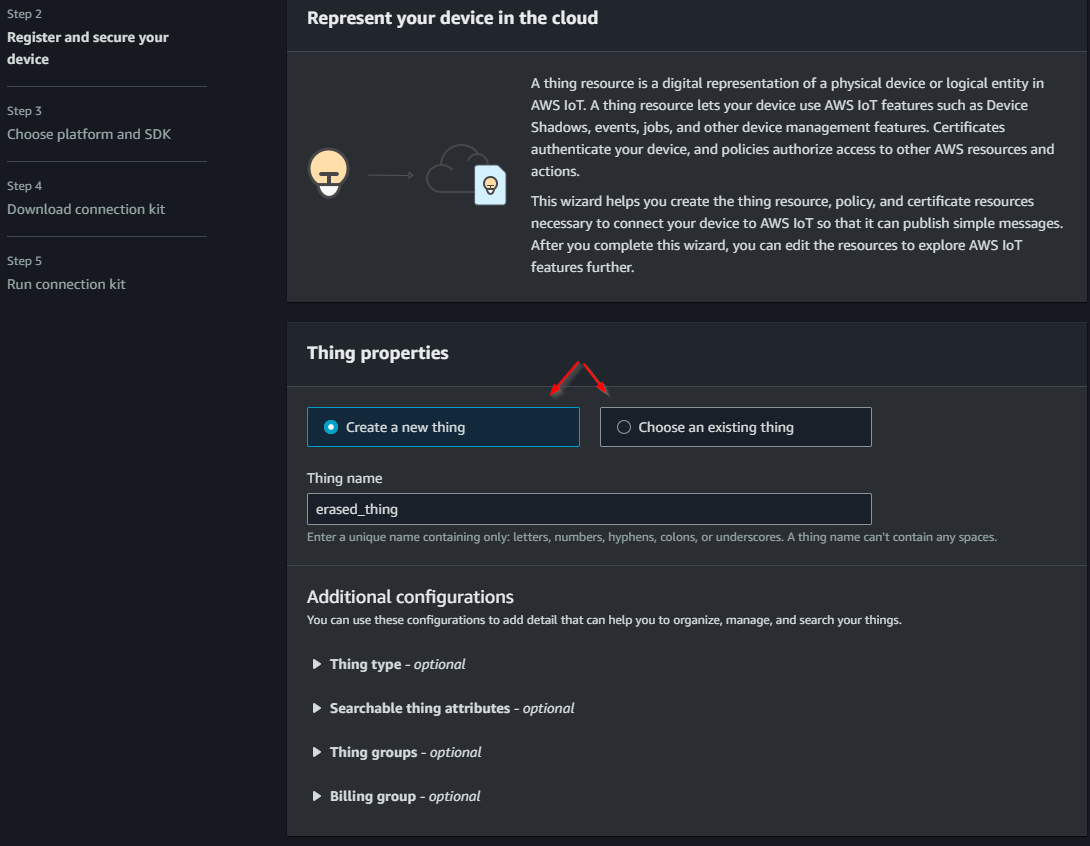 Step 2
Register and secure your
device
Step 3
Choose platform and SDK
Step 4
Download connection kit
Step 5
Run connection kit
Represent your device in the cloud
A thing resource is a digital representation of a physical device or logical entity in
AWS IoT. A thing resource lets your device use AWS IoT features such as Device
Shadows, events, jobs, and other device management features. Certificates
authenticate your device, and policies authorize access to other AWS resources and
actions.
This wizard helps you create the thing resource, policy, and certificate resources
necessary to connect your device to AWS IoT so that it can publish simple messages.
After you complete this wizard, you can edit the resources to explore AWS IoT
features further.
Thing properties
Create a new thing
Choose an existing thing
Thing name
erased_thing
Enter a unique name containing only: letters, numbers, hyphens, colons, or underscores. A thing name can't contain any spaces.
Additional configurations
You can use these configurations to add detail that can help you to organize, manage, and search your things.
Thing type - optional
Searchable thing attributes - optional
Thing groups - optional
Billing group - optional